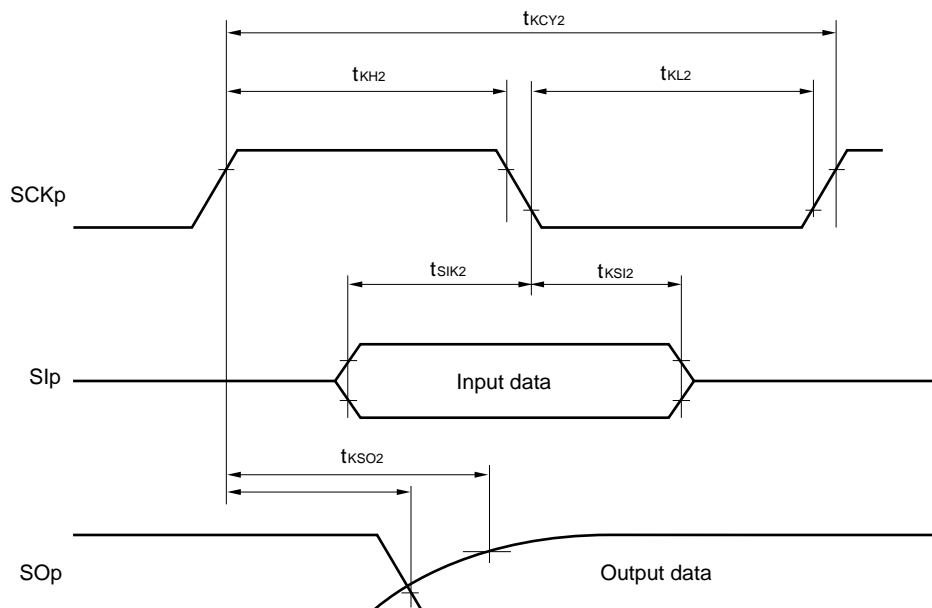 tKCY2
tKH2
tKL2
SCKp
tSIK2
tKSI2
SIp
Input data
tKSO2
SOp
Output data